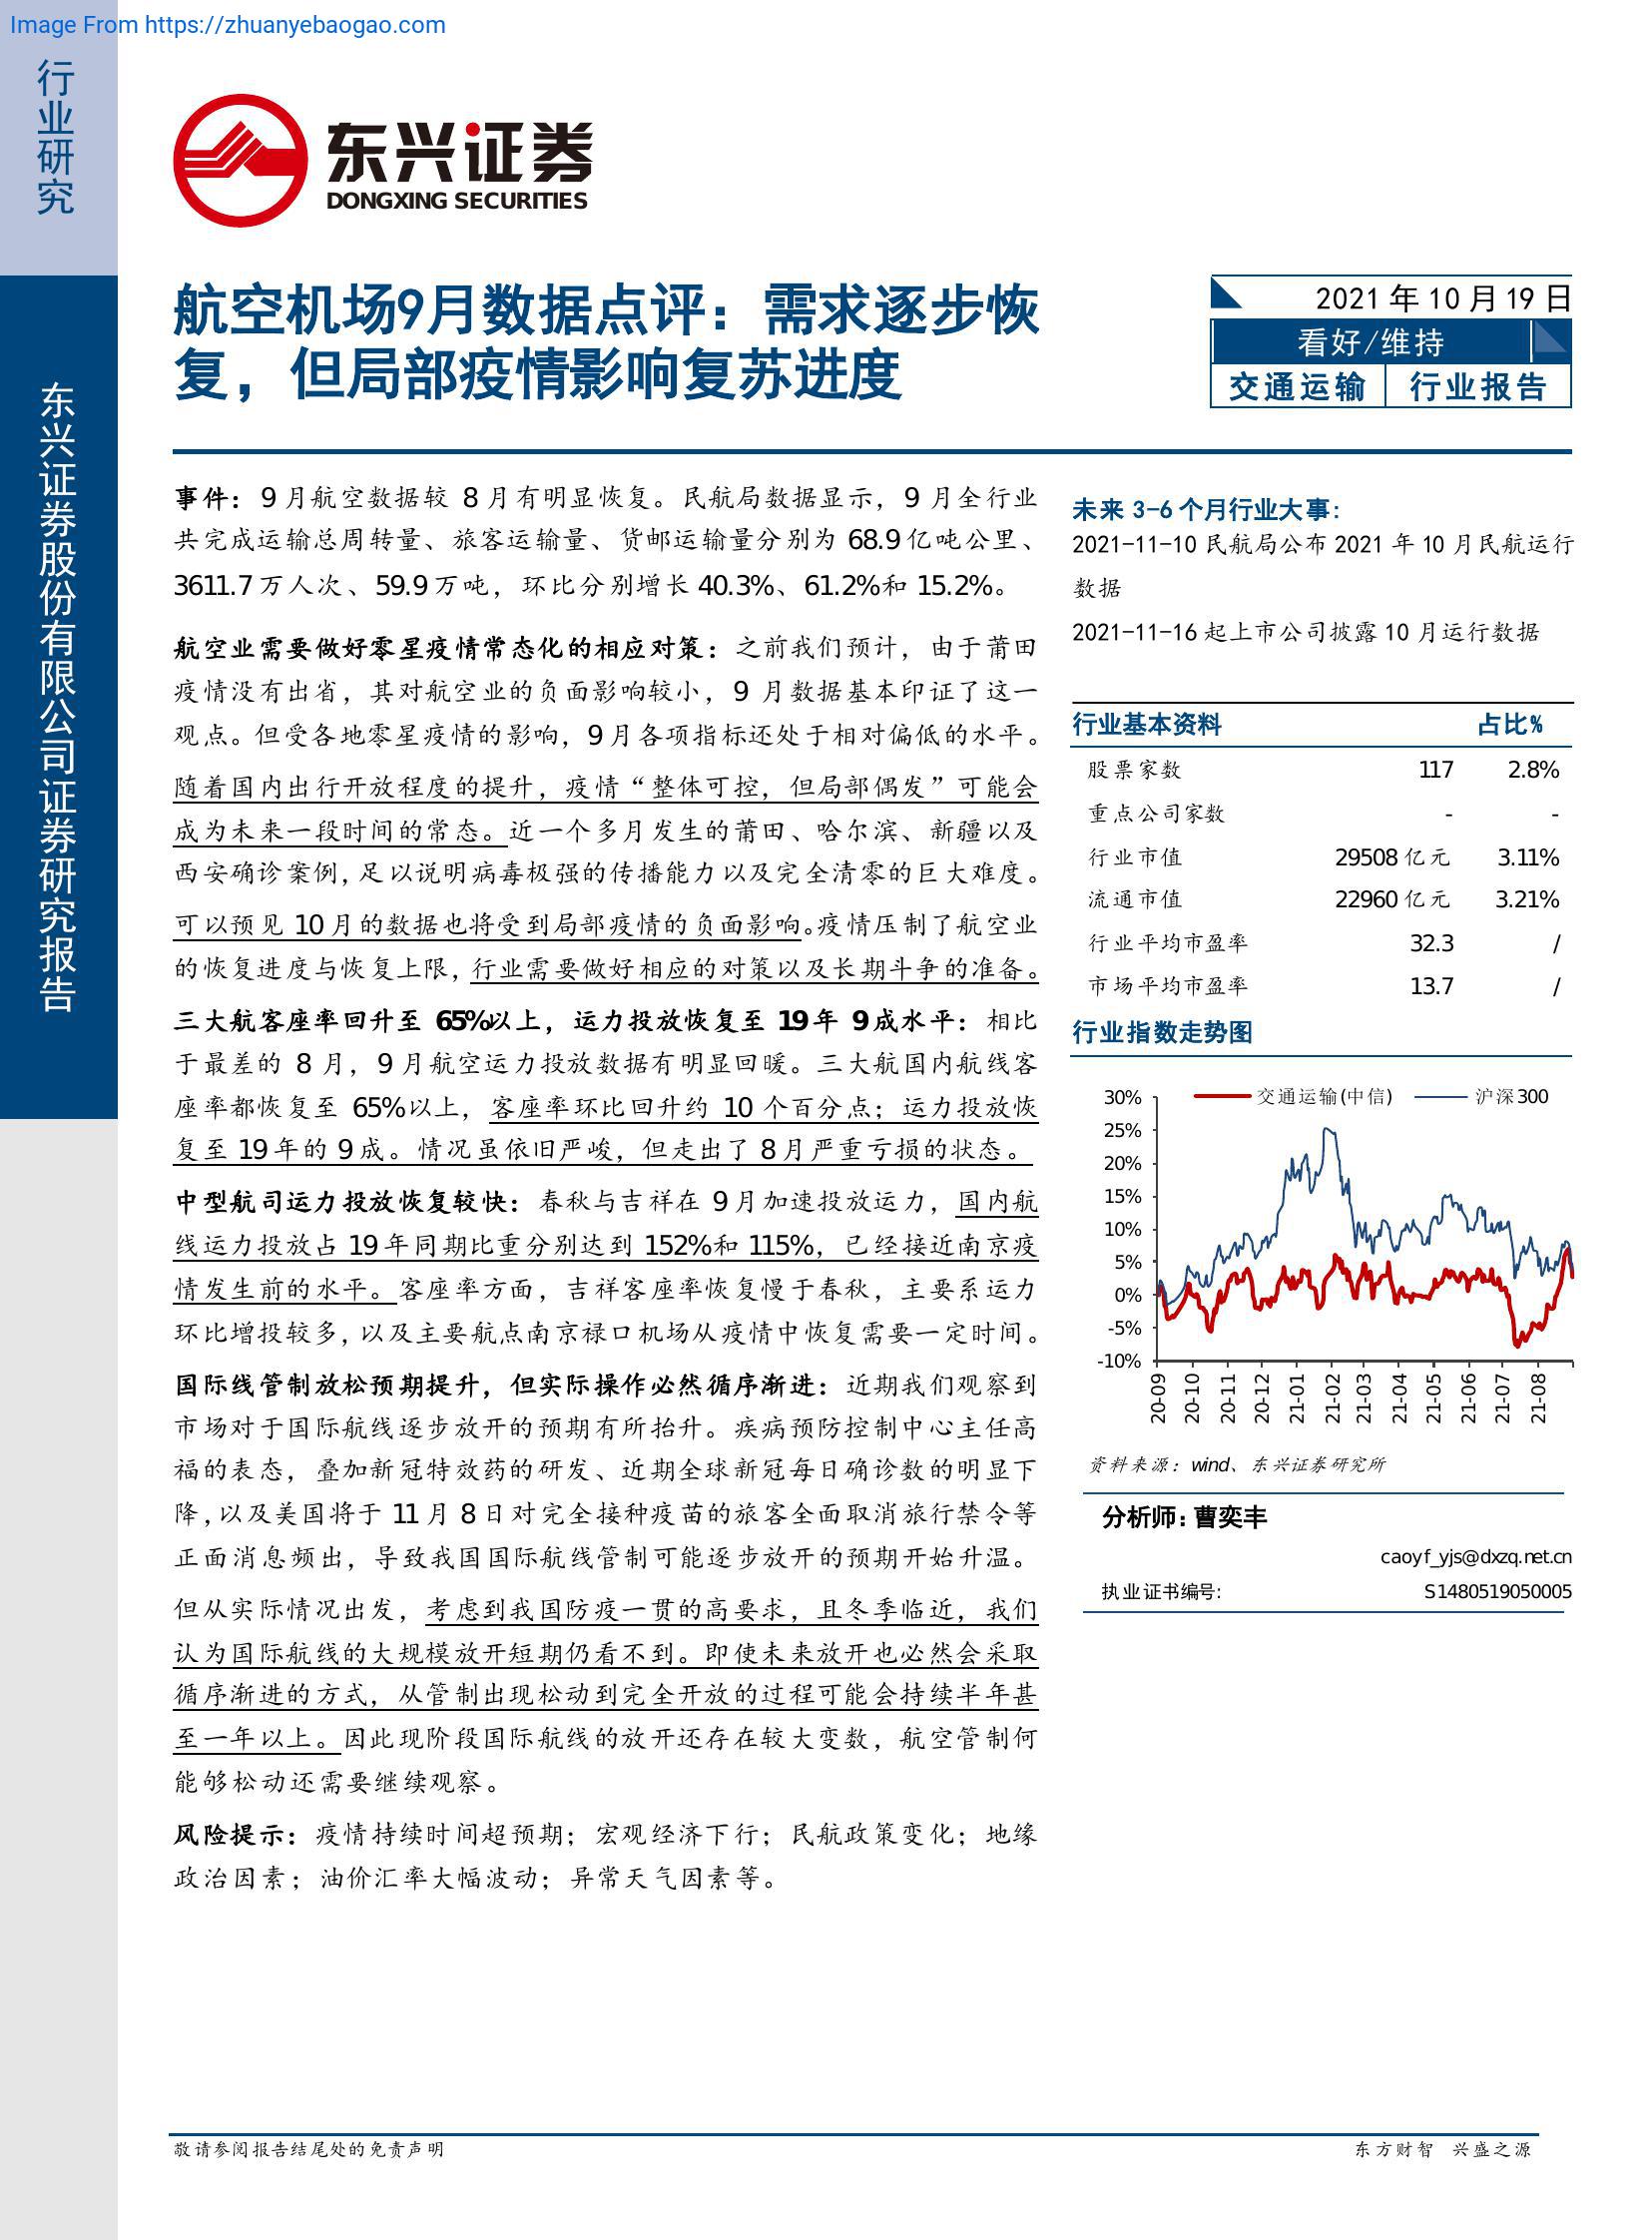 Image From https://zhuanyebaogao.com
行业研究
东兴证券股份有限公司证券研究报告
东兴证券
DONGXING SECURITIES
航空机场9月数据点评：需求逐步恢
复，但局部疫情影响复苏进度
2021 年 10 月 19 日
看好/维持
交通运输 行业报告
事件：9 月航空数据较 8 月有明显恢复。民航局数据显示，9 月全行业
共完成运输总周转量、旅客运输量、货邮运输量分别为 68.9 亿吨公里、
3611.7 万人次、59.9 万吨，环比分别增长 40.3%、61.2%和 15.2%。
航空业需要做好零星疫情常态化的相应对策：之前我们预计，由于莆田
疫情没有出省，其对航空业的负面影响较小，9 月数据基本印证了这一
观点。但受各地零星疫情的影响，9 月各项指标还处于相对偏低的水平。
随着国内出行开放程度的提升，疫情“整体可控，但局部偶发”可能会
成为未来一段时间的常态。近一个多月发生的莆田、哈尔滨、新疆以及
西安确诊案例，足以说明病毒极强的传播能力以及完全清零的巨大难度。
可以预见 10 月的数据也将受到局部疫情的负面影响。疫情压制了航空业
的恢复进度与恢复上限，行业需要做好相应的对策以及长期斗争的准备。
三大航客座率回升至 65%以上，运力投放恢复至 19 年 9 成水平：相比
于最差的 8 月，9 月航空运力投放数据有明显回暖。三大航国内航线客
座率都恢复至 65%以上，客座率环比回升约 10 个百分点；运力投放恢
复至 19 年的 9 成。情况虽依旧严峻，但走出了 8 月严重亏损的状态。
中型航司运力投放恢复较快：春秋与吉祥在 9 月加速投放运力，国内航
线运力投放占 19 年同期比重分别达到 152%和 115%，已经接近南京疫
情发生前的水平。客座率方面，吉祥客座率恢复慢于春秋，主要系运力
环比增投较多，以及主要航点南京禄口机场从疫情中恢复需要一定时间。
国际线管制放松预期提升，但实际操作必然循序渐进：近期我们观察到
市场对于国际航线逐步放开的预期有所抬升。疾病预防控制中心主任高
福的表态，叠加新冠特效药的研发、近期全球新冠每日确诊数的明显下
降，以及美国将于 11 月 8 日对完全接种疫苗的旅客全面取消旅行禁令等
正面消息频出，导致我国国际航线管制可能逐步放开的预期开始升温。
但从实际情况出发，考虑到我国防疫一贯的高要求，且冬季临近，我们
认为国际航线的大规模放开短期仍看不到。即使未来放开也必然会采取
循序渐进的方式，从管制出现松动到完全开放的过程可能会持续半年甚
至一年以上。因此现阶段国际航线的放开还存在较大变数，航空管制何
能够松动还需要继续观察。
风险提示：疫情持续时间超预期；宏观经济下行；民航政策变化；地缘
政治因素；油价汇率大幅波动；异常天气因素等。
未来 3-6 个月行业大事:
2021-11-10 民航局公布 2021 年 10 月民航运行
数据
2021-11-16 起上市公司披露 10 月运行数据
行业基本资料 占比%
股票家数 117 2.8%
重点公司家数 - -
行业市值 29508 亿元 3.11%
流通市值 22960 亿元 3.21%
行业平均市盈率 32.3 /
市场平均市盈率 13.7 /
行业指数走势图
交通运输(中信) 沪深300
30%
25%
20%
15%
10%
5%
0%
-5%
-10%
20-09 20-10 20-11 20-12 21-01 21-02 21-03 21-04 21-05 21-06 21-07 21-08
资料来源：wind、东兴证券研究所
分析师：曹奕丰
caoyf_yjs@dxzq.net.cn
执业证书编号: S1480519050005
敬请参阅报告结尾处的免责声明
东方财智 兴盛之源